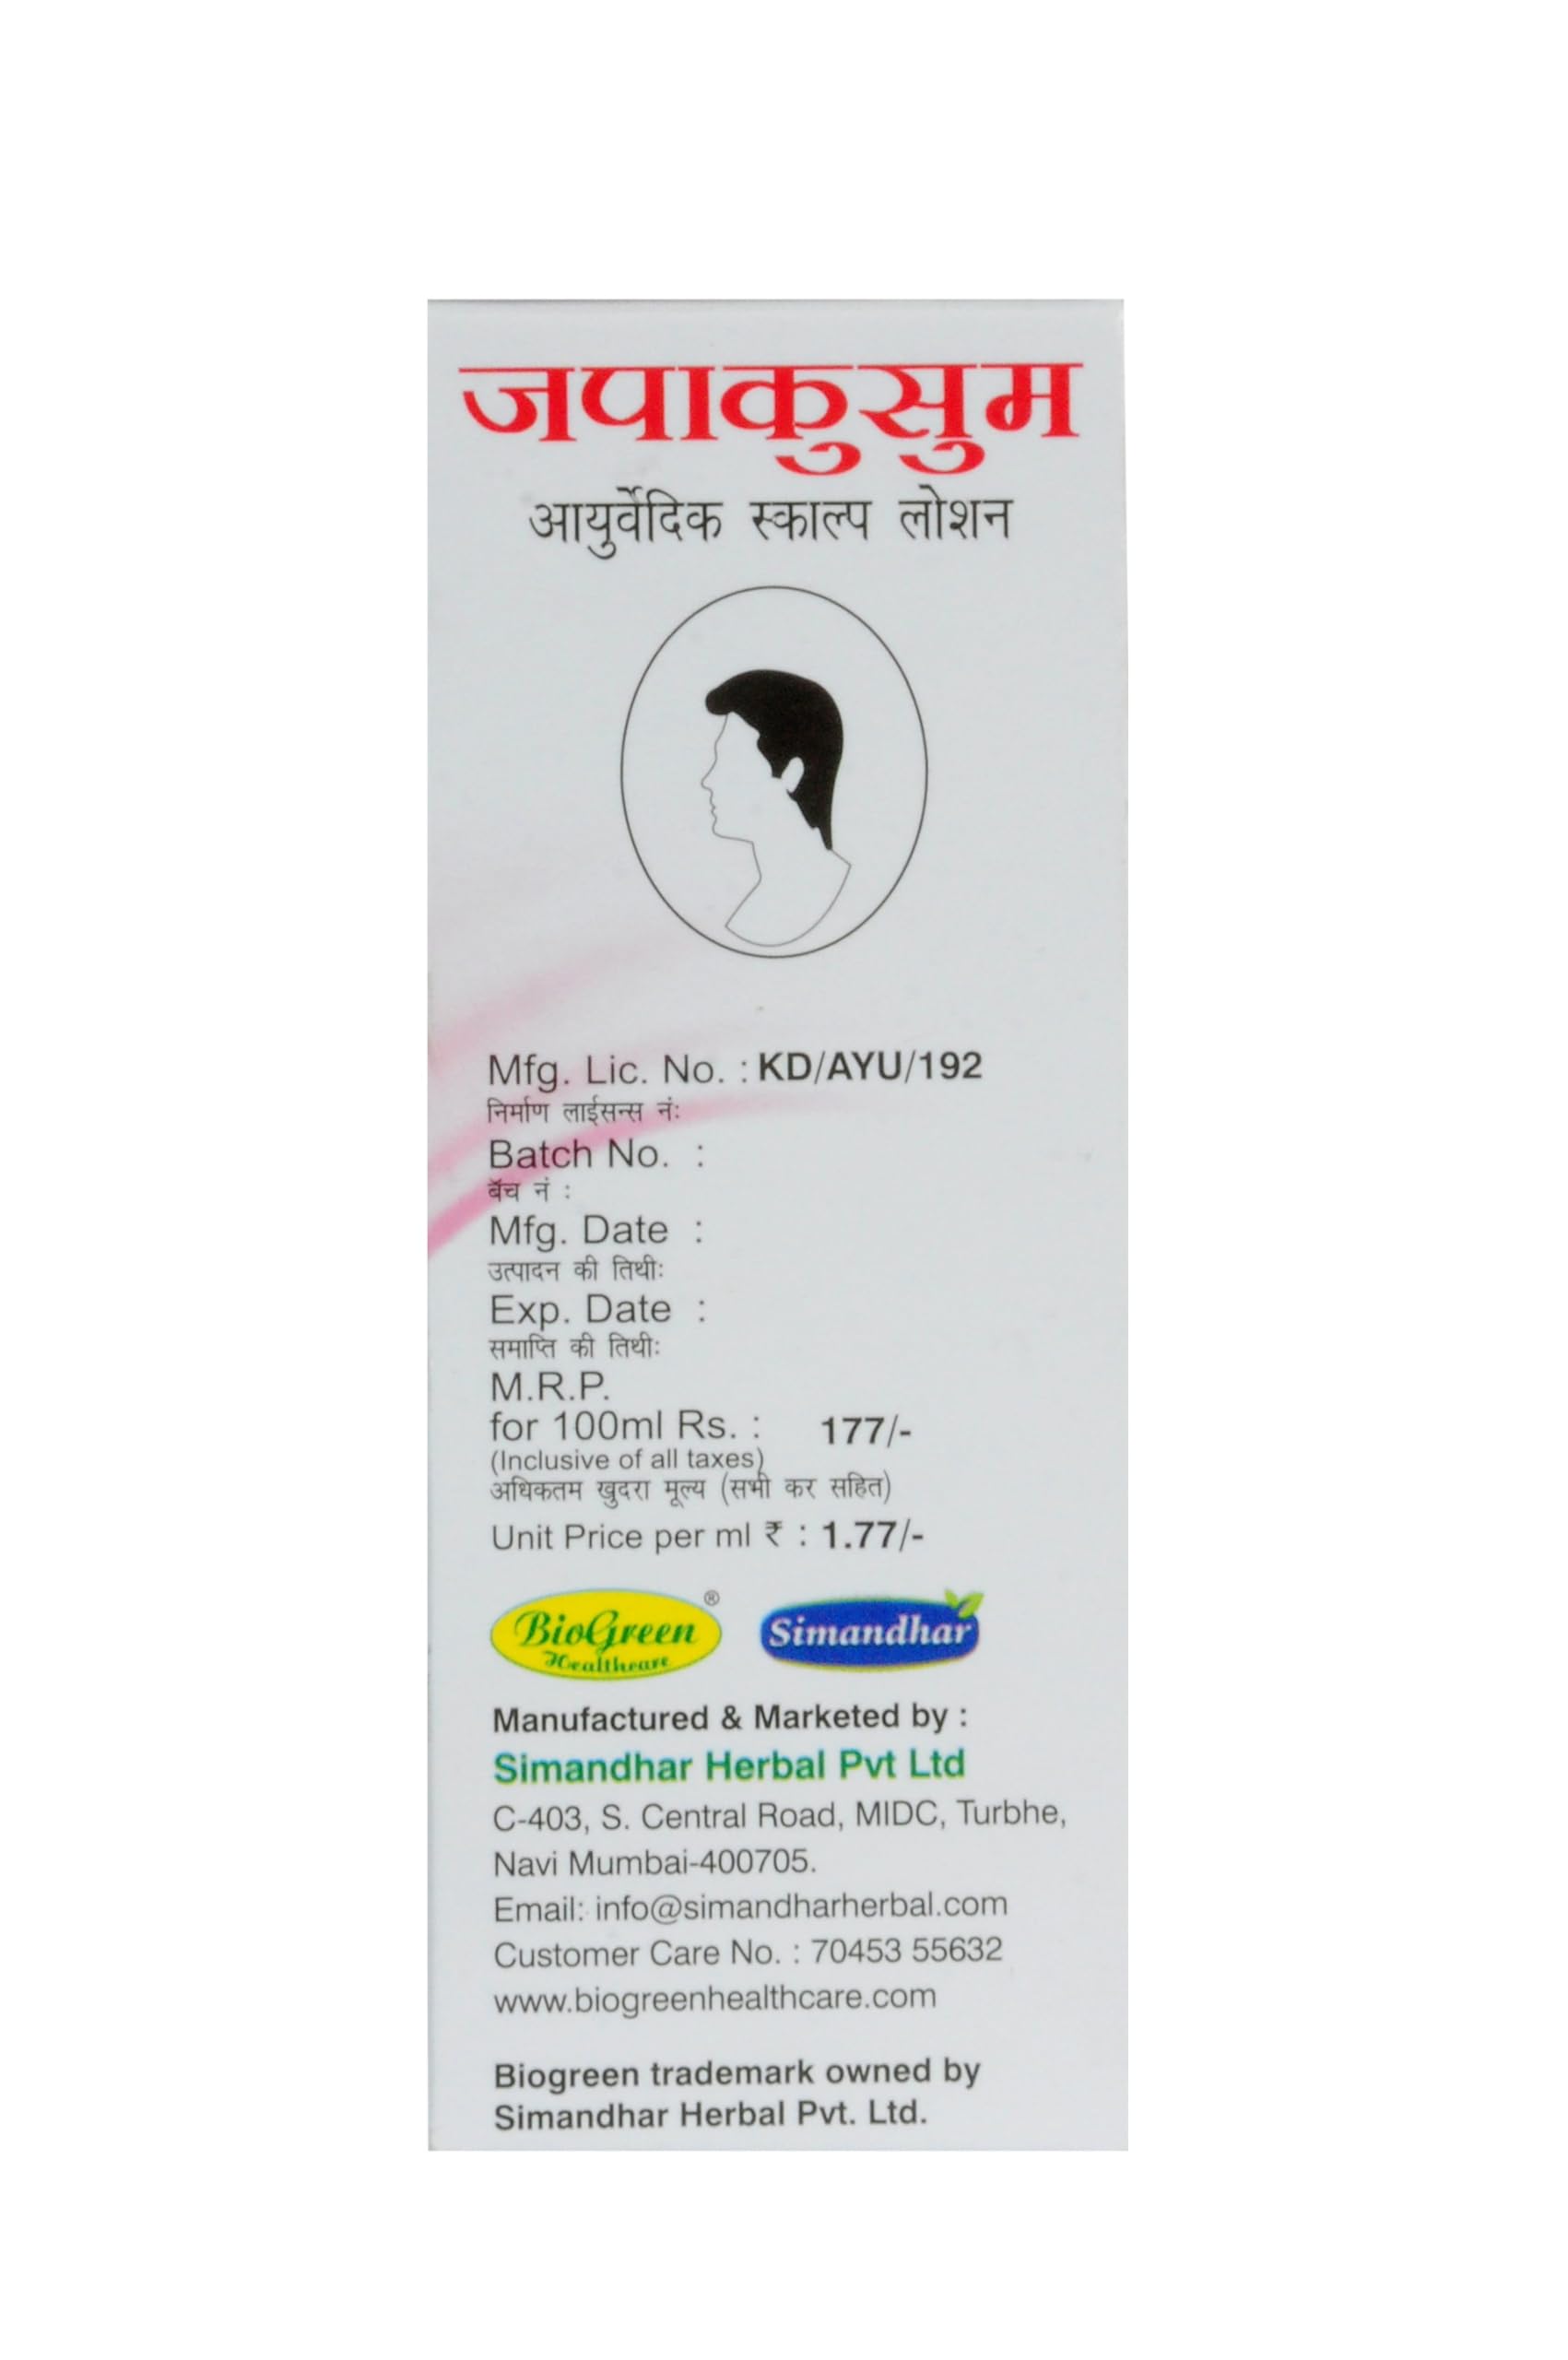 जपाकुसुम
आयुर्वेदिक स्काल्प लोशन
Mfg. Lic. No. : KD/AYU/192
निर्माण लाईसन्स नं:
Batch No. :
बॅच नं :
Mfg. Date :
उत्पादन की तिथी:
Exp. Date :
समाप्ति की तिथी:
M.R.P.
for 100ml Rs. : 177/-
(Inclusive of all taxes)
अधिकतम खुदरा मूल्य (सभी कर सहित)
Unit Price per ml ₹ : 1.77/-
BioGreen ®
Healthcare
Simandhar
Manufactured & Marketed by :
Simandhar Herbal Pvt Ltd
C-403, S. Central Road, MIDC, Turbhe,
Navi Mumbai-400705.
Email: info@simandharherbal.com
Customer Care No. : 70453 55632
www.biogreenhealthcare.com
Biogreen trademark owned by
Simandhar Herbal Pvt. Ltd.